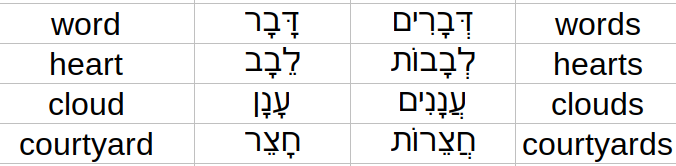 word דָּבָר דְּבָרִים words
heart לֵבָב לְבָבוֹת hearts
cloud עָנָן עֲנָנִים clouds
courtyard חָצֵר חֲצֵרוֹת courtyards